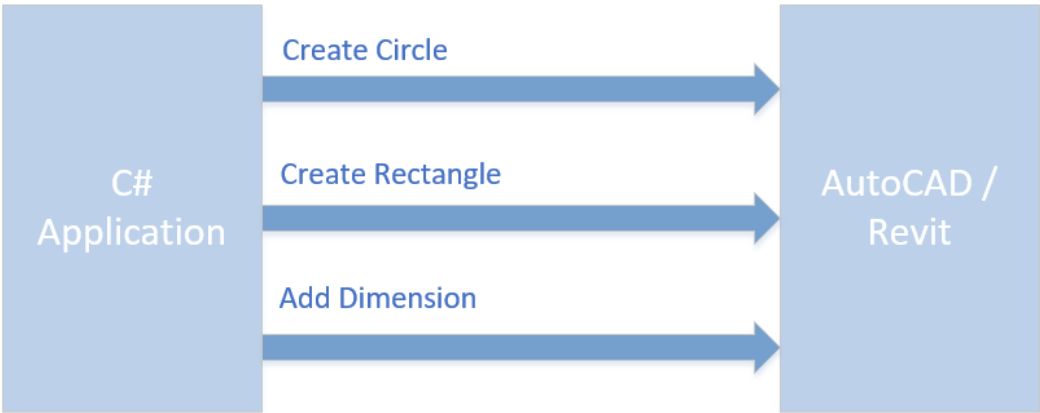 Create Circle
Create Rectangle
Add Dimension
C#
Application
AutoCAD /
Revit